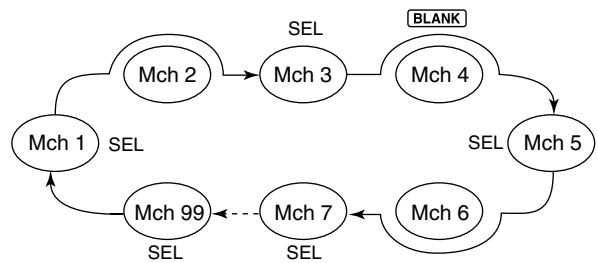 BLANK
SEL
Mch 2
Mch 3
Mch 4
Mch 1
SEL
SEL
Mch 5
Mch 99
Mch 7
Mch 6
SEL
SEL